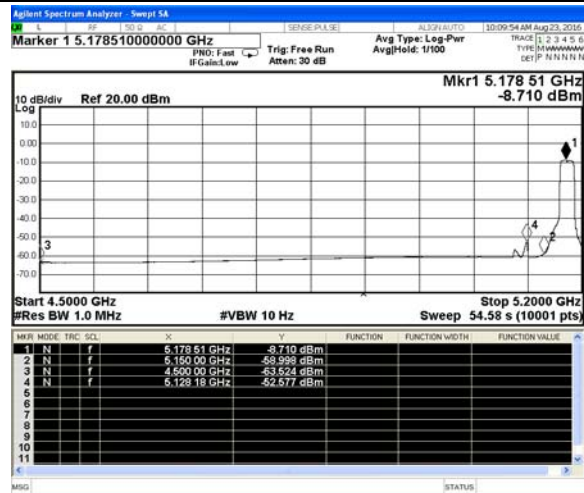 Agilent Spectrum Analyzer - Swept SA
L RF 50 Ω AC SENSE:PULSE ALIGN AUTO 10:09:54 AM Aug 23, 2016
Marker 1 5.178510000000 GHz
PNO: Fast
IFGain:Low
Trig: Free Run
Atten: 30 dB
Avg Type: Log-Pwr
Avg|Hold: 1/100
TRACE 1 2 3 4 5 6
TYPE MWWWWW
DET P N N N N N
Mkr1 5.178 51 GHz
-8.710 dBm
10 dB/div Ref 20.00 dBm
Log
10.0
0.00
-10.0
-20.0
-30.0
-40.0
-50.0
-60.0
-70.0
1
4
2
3
Start 4.5000 GHz Stop 5.2000 GHz
#Res BW 1.0 MHz #VBW 10 Hz Sweep 54.58 s (10001 pts)
MKR MODE TRC SCL X Y FUNCTION FUNCTION WIDTH FUNCTION VALUE
1 N f 5.178 51 GHz -8.710 dBm
2 N f 5.150 00 GHz -58.998 dBm
3 N f 4.500 00 GHz -63.524 dBm
4 N f 5.128 18 GHz -52.577 dBm
5
6
7
8
9
10
11
MSG STATUS